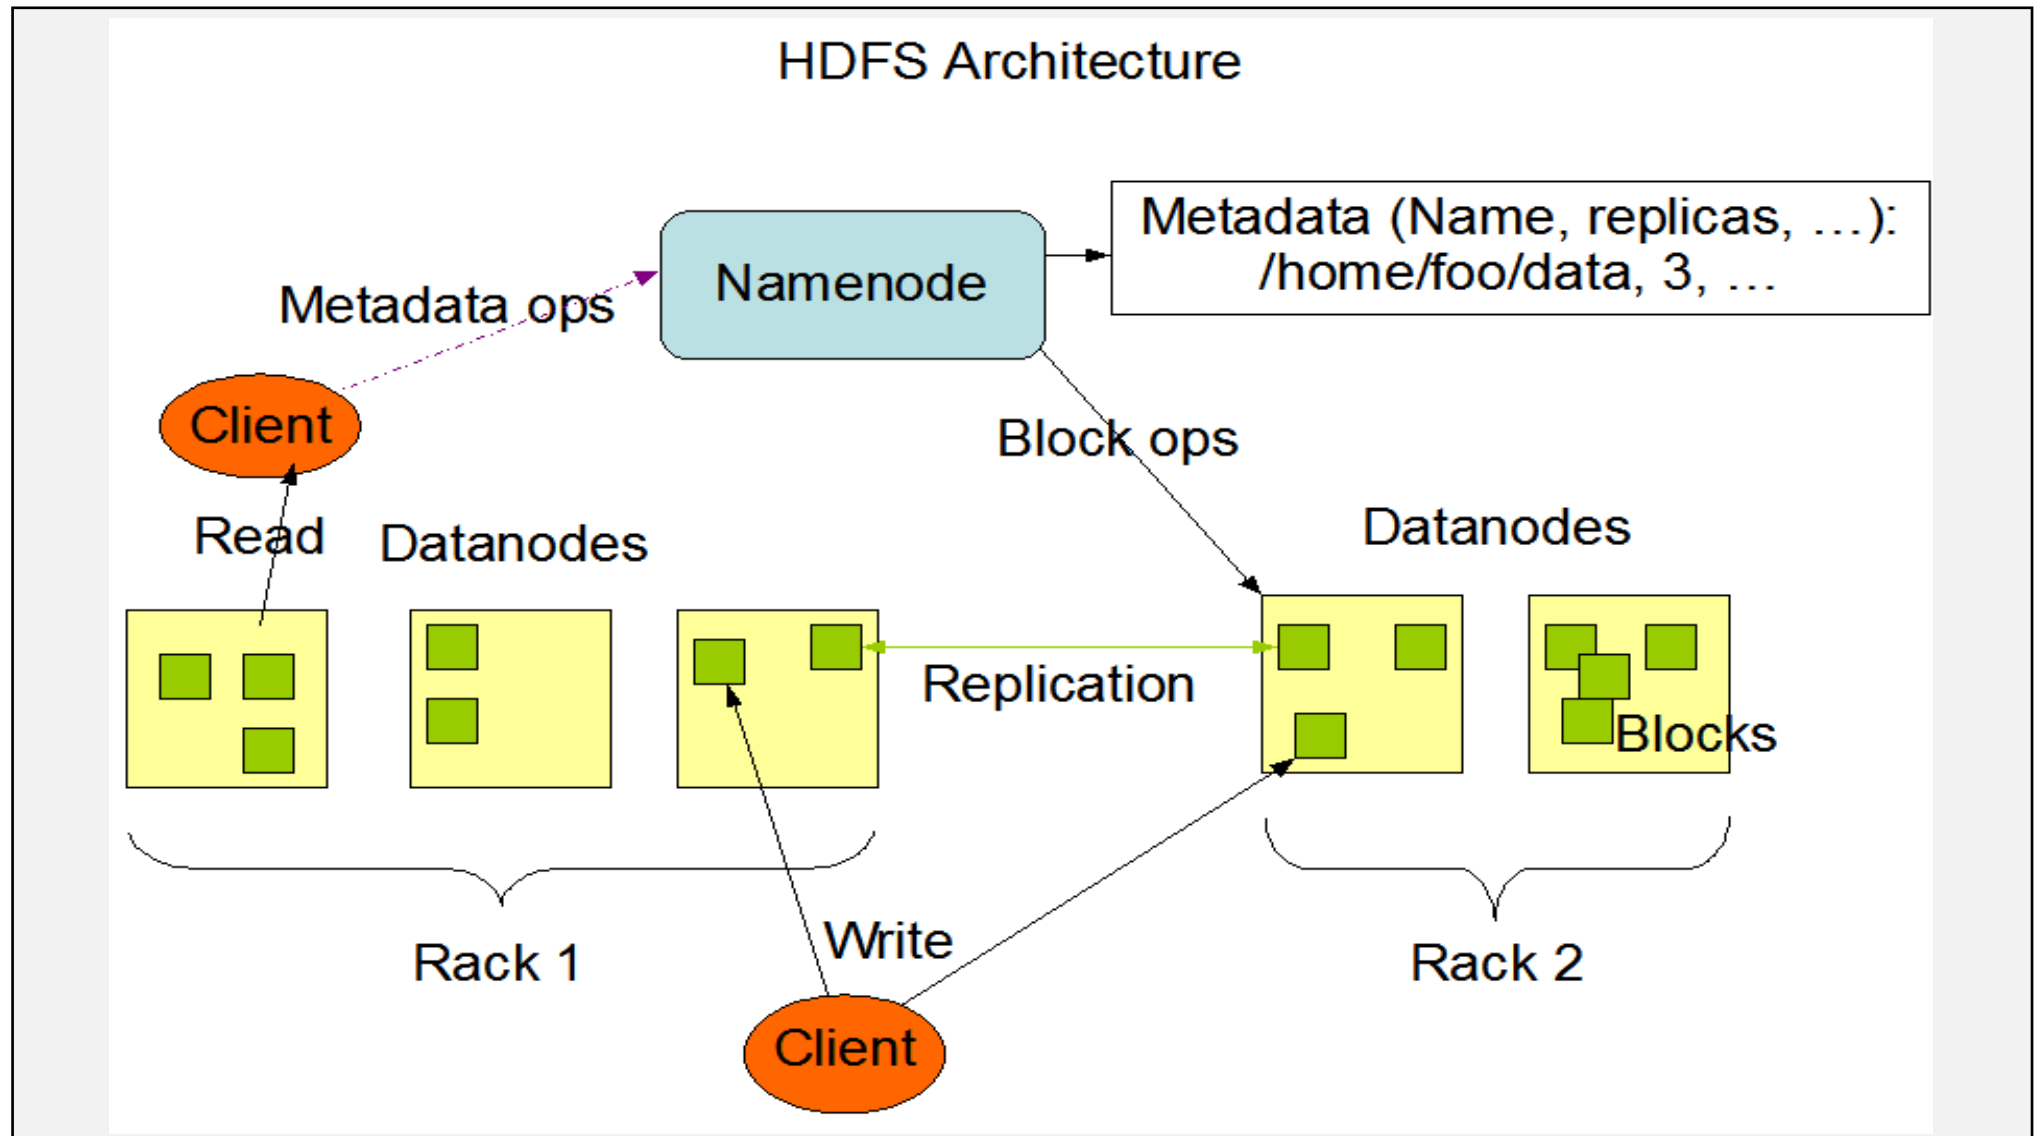 HDFS Architecture
Metadata (Name, replicas, …):
/home/foo/data, 3, …
Namenode
Metadata ops
Client
Block ops
Read
Datanodes
Datanodes
Replication
Blocks
Write
Rack 1
Rack 2
Client